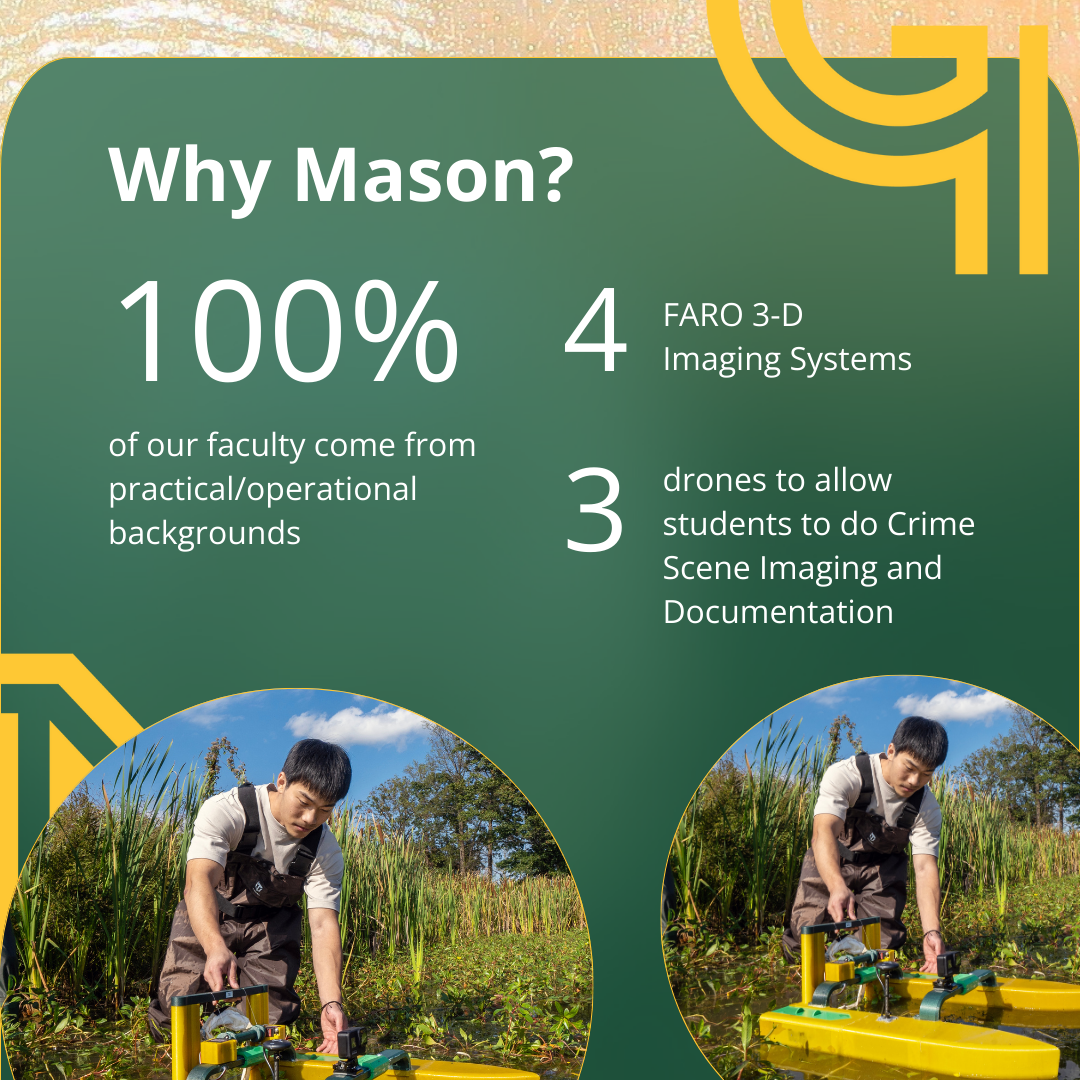 Why Mason?
100%
of our faculty come from
practical/operational
backgrounds
4
FARO 3-D
Imaging Systems
3
drones to allow
students to do Crime
Scene Imaging and
Documentation